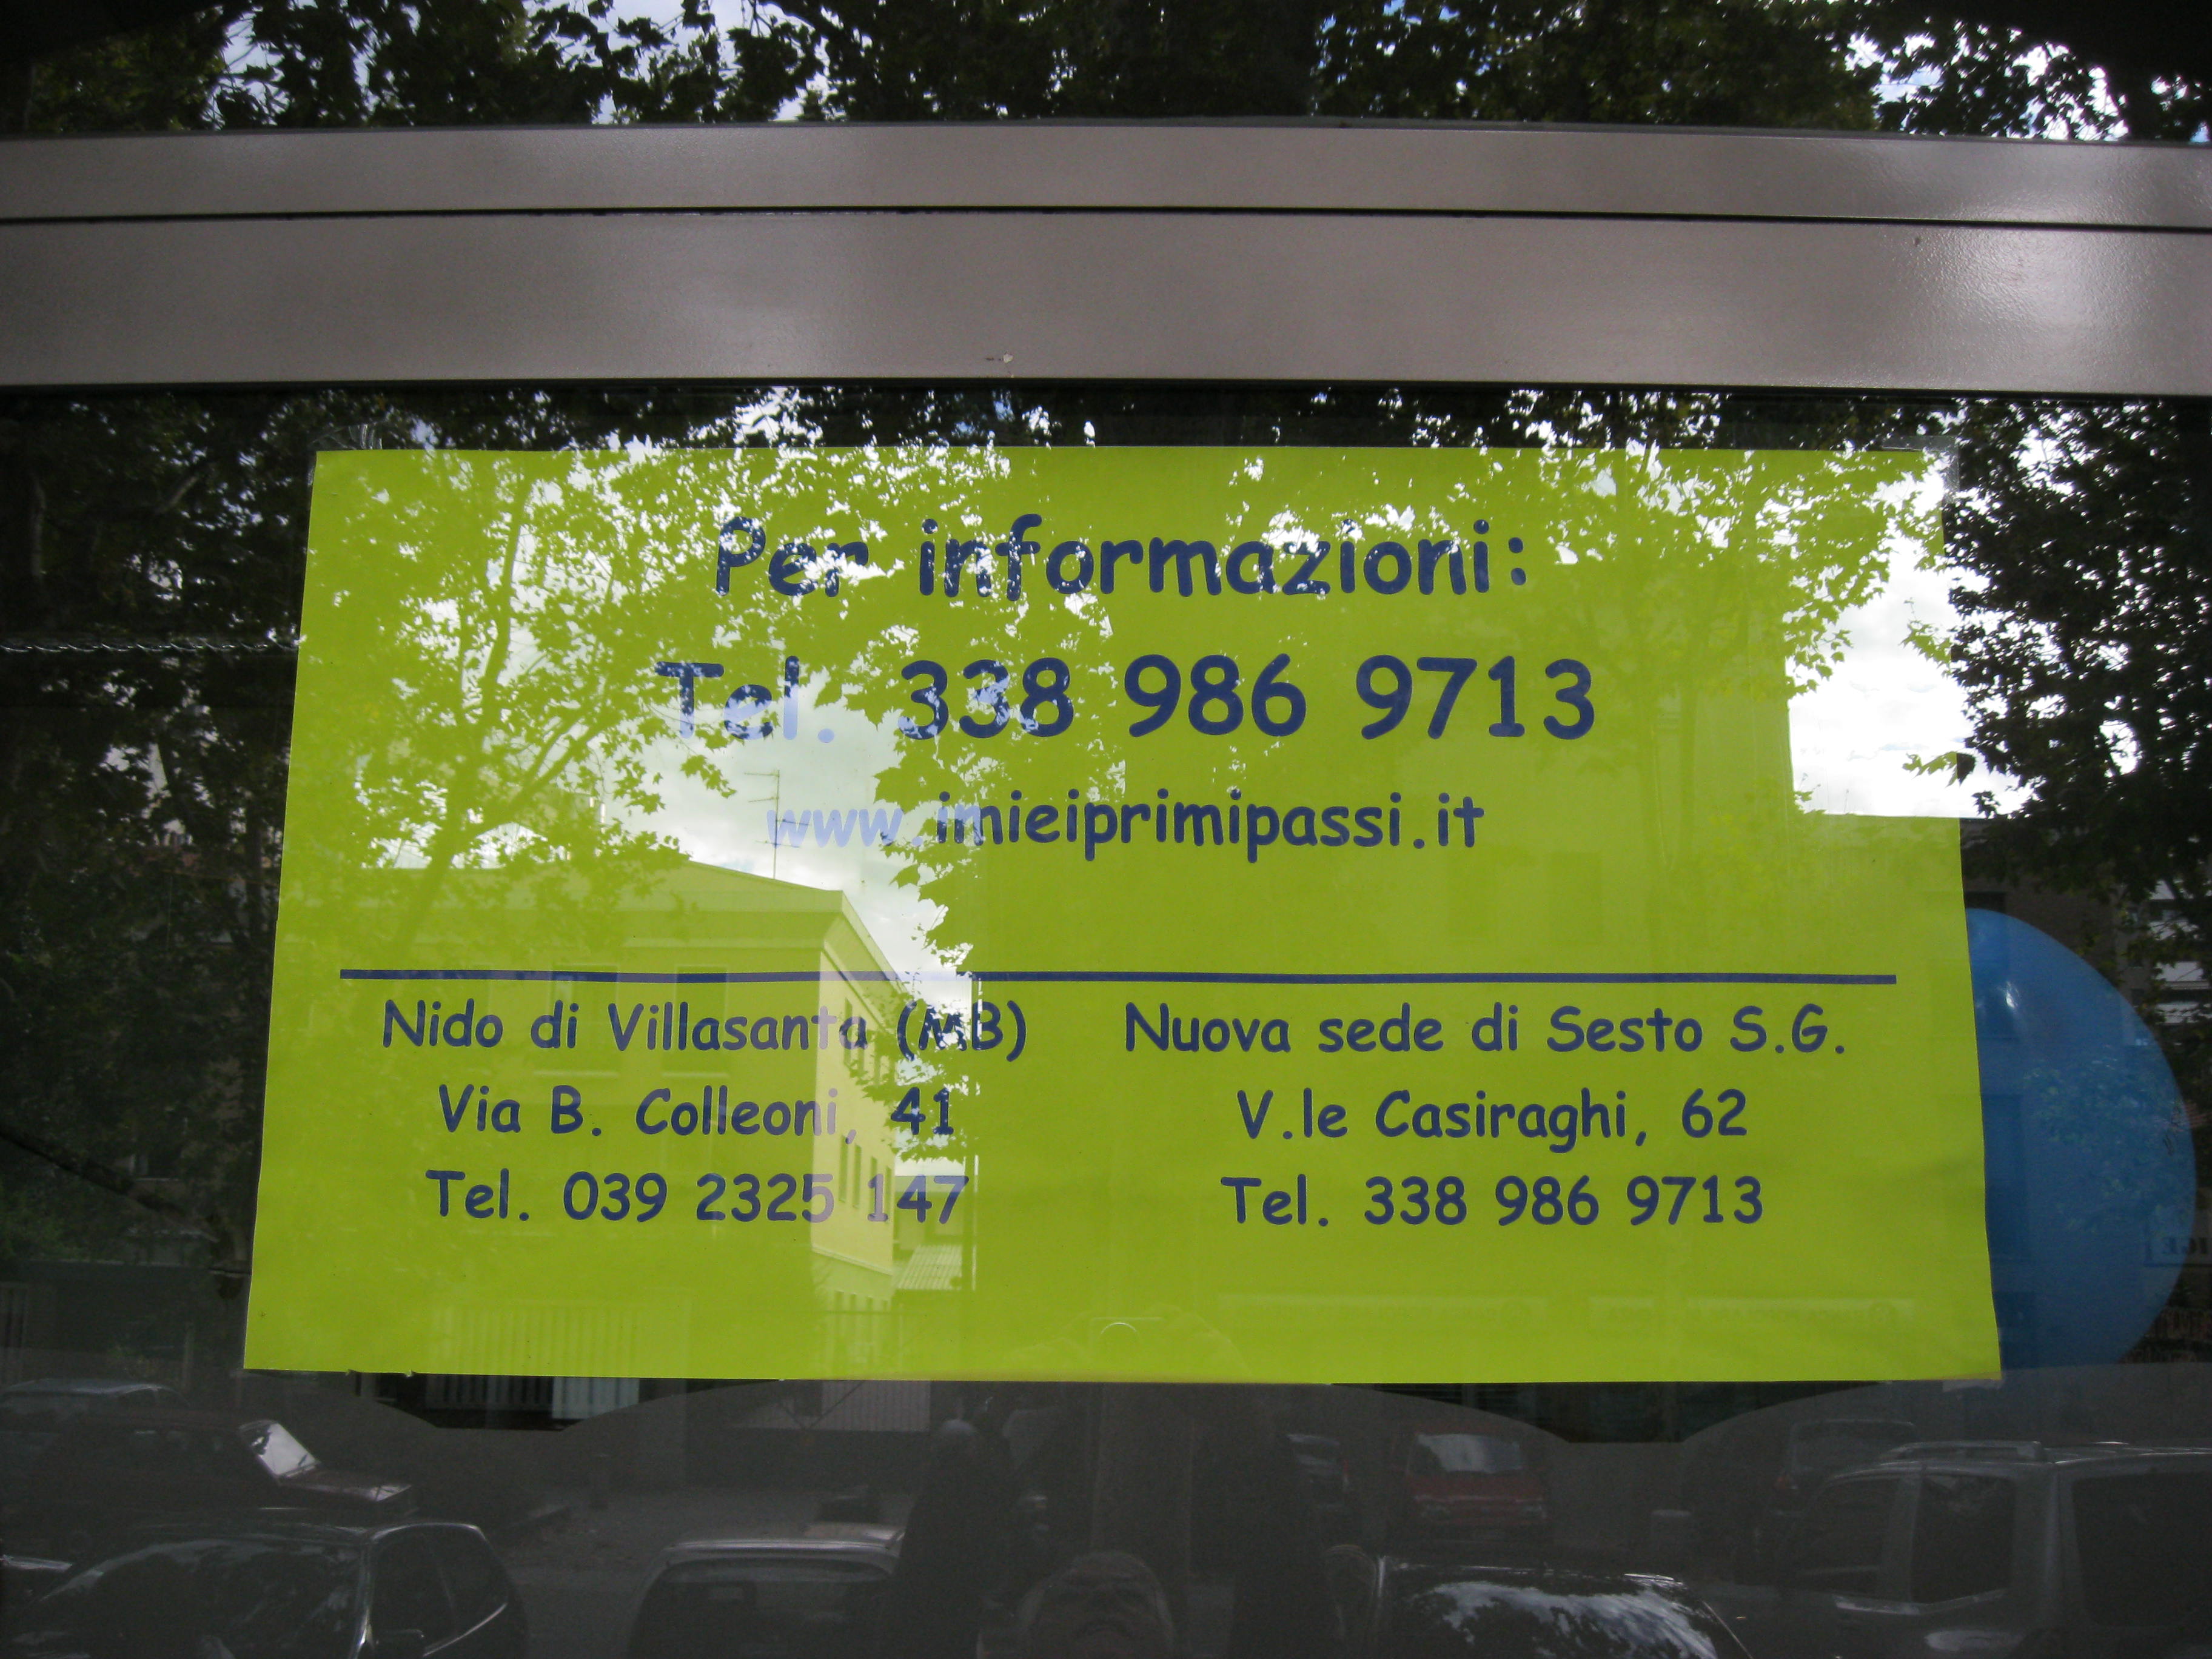 Per informazioni:
Tel. 338 986 9713
www.imieiprimipassi.it
Nido di Villasanta (MB)
Via B. Colleoni, 41
Tel. 039 2325 147
Nuova sede di Sesto S.G.
V.le Casiraghi, 62
Tel. 338 986 9713